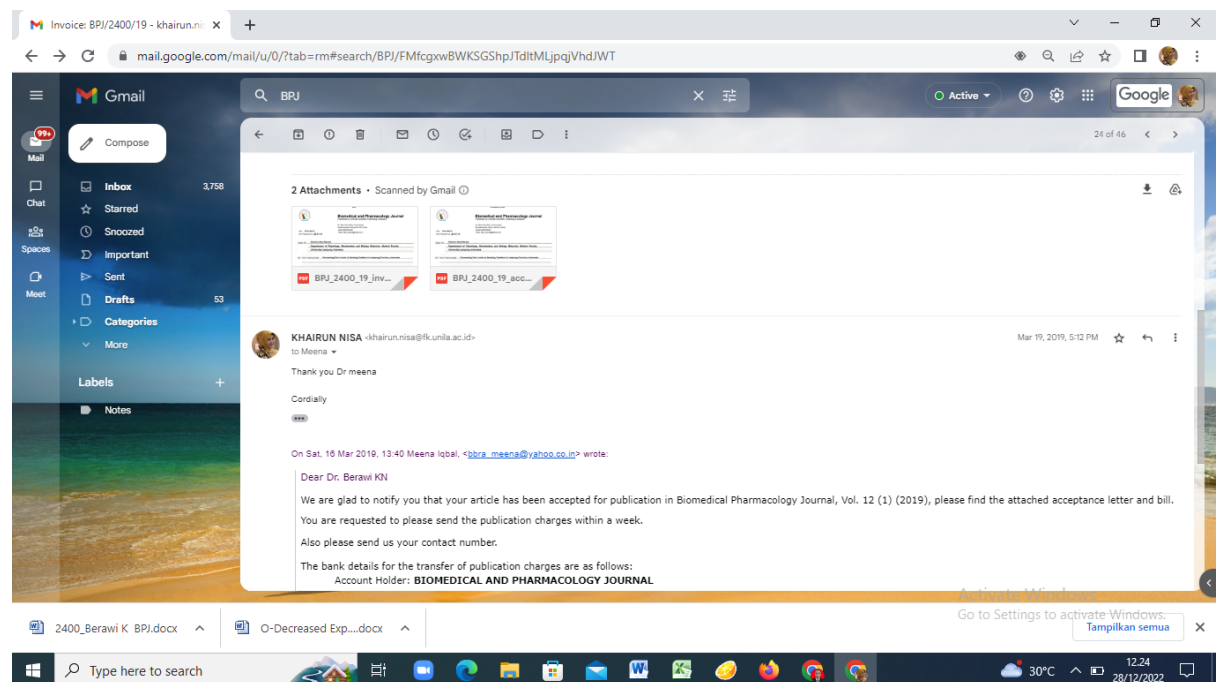 Invoice: BPJ/2400/19 - khairun.ni
mail.google.com/mail/u/0/?tab=rm#search/BPJ/FMfcgxwBWKSGShpJTdltMLjpqjVhdJWT
Gmail
BPJ
Active
Google
99+
Mail
Compose
24 of 46
Chat
Spaces
Meet
Inbox 3,758
Starred
Snoozed
Important
Sent
Drafts 53
Categories
More
Labels
Notes
2 Attachments • Scanned by Gmail
Biomedical and Pharmacology Journal
Biomedical and Pharmacology Journal
PDF BPJ_2400_19_inv...
PDF BPJ_2400_19_acc...
KHAIRUN NISA <khairun.nisa@fk.unila.ac.id>
Mar 19, 2019, 5:12 PM
to Meena
Thank you Dr meena
Cordially
On Sat, 16 Mar 2019, 13:40 Meena Iqbal, <bbra_meena@yahoo.co.in> wrote:
Dear Dr. Berawi KN
We are glad to notify you that your article has been accepted for publication in Biomedical Pharmacology Journal, Vol. 12 (1) (2019), please find the attached acceptance letter and bill.
You are requested to please send the publication charges within a week.
Also please send us your contact number.
The bank details for the transfer of publication charges are as follows:
Account Holder: BIOMEDICAL AND PHARMACOLOGY JOURNAL
Activate Windows
Go to Settings to activate Windows.
2400_Berawi K BPJ.docx
O-Decreased Exp....docx
Tampilkan semua
Type here to search
30°C
12.24
28/12/2022